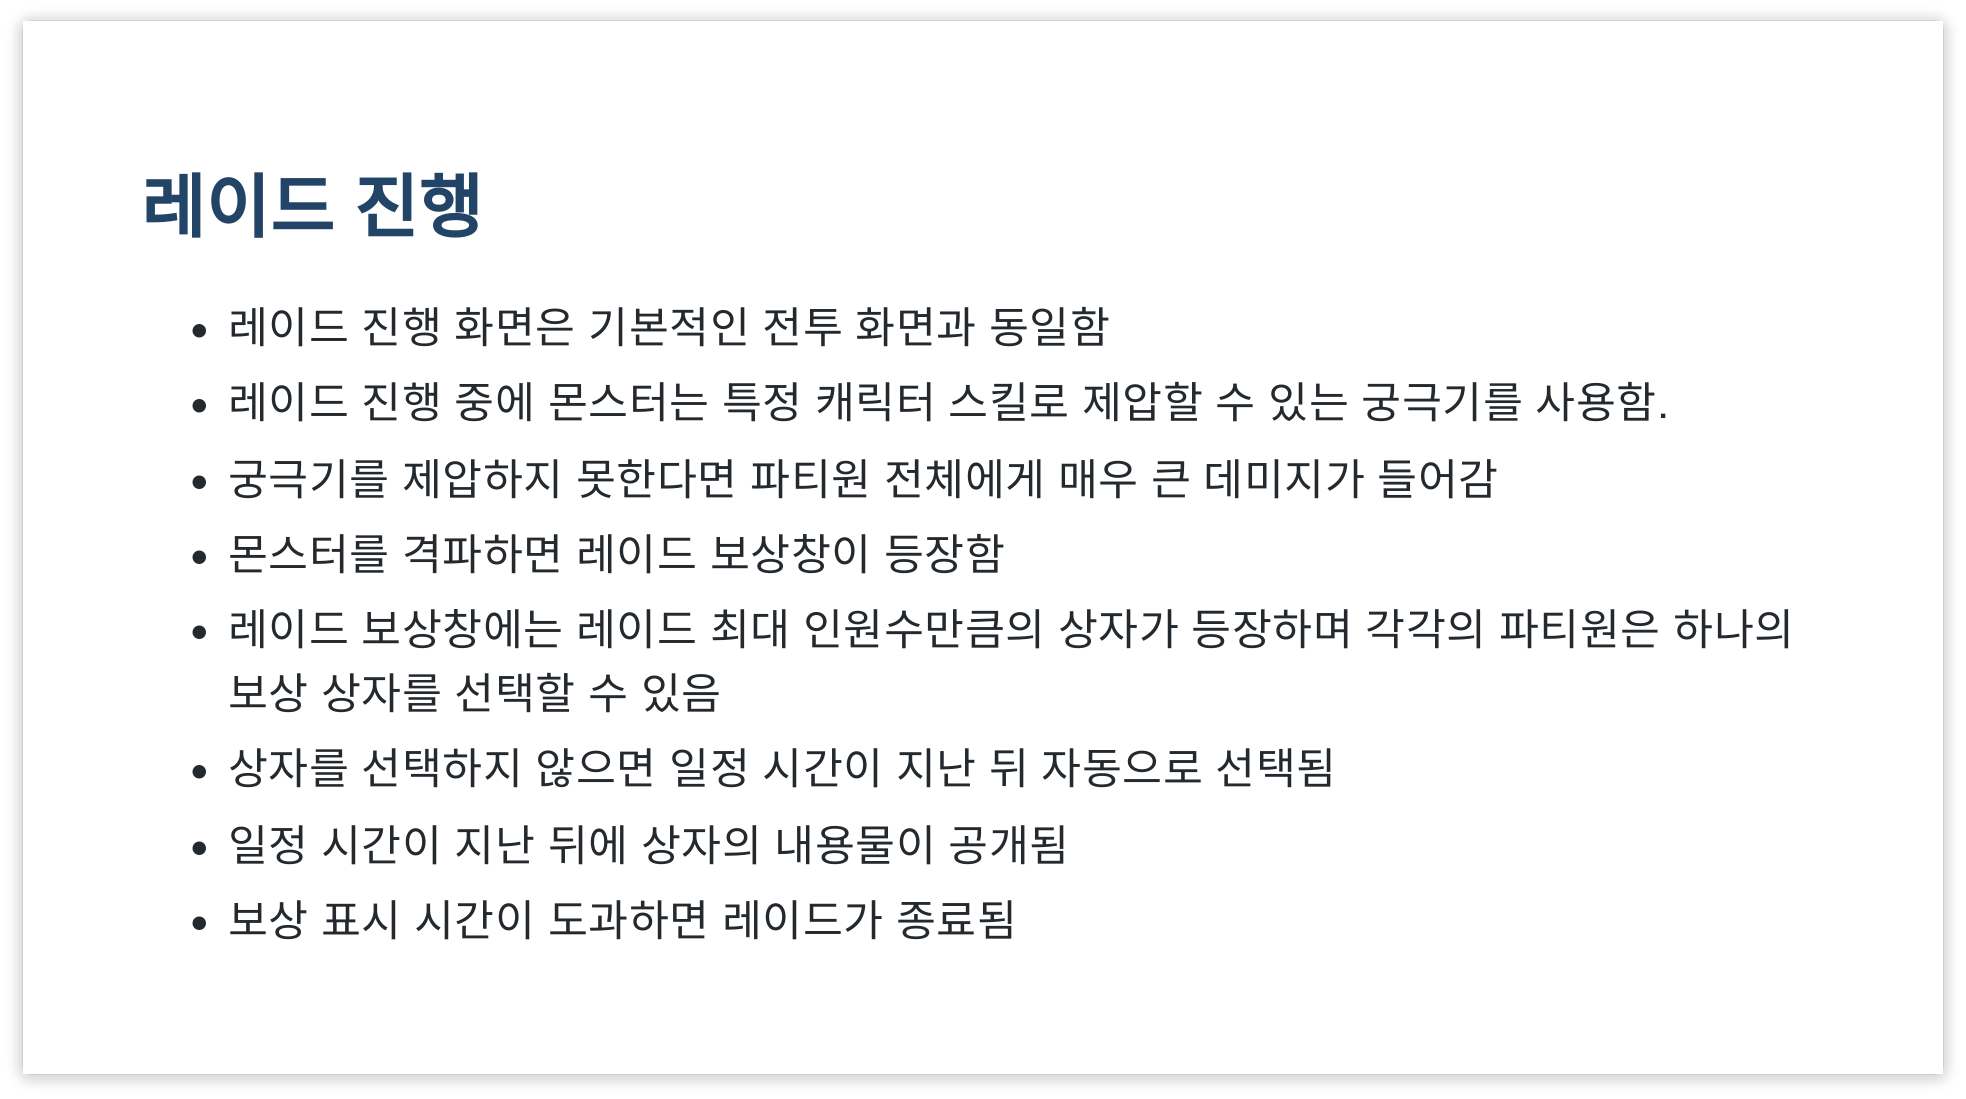 레이드 진행
레이드 진행 화면은 기본적인 전투 화면과 동일함
레이드 진행 중에 몬스터는 특정 캐릭터 스킬로 제압할 수 있는 궁극기를 사용함.
궁극기를 제압하지 못한다면 파티원 전체에게 매우 큰 데미지가 들어감
몬스터를 격파하면 레이드 보상창이 등장함
레이드 보상창에는 레이드 최대 인원수만큼의 상자가 등장하며 각각의 파티원은 하나의
보상 상자를 선택할 수 있음
상자를 선택하지 않으면 일정 시간이 지난 뒤 자동으로 선택됨
일정 시간이 지난 뒤에 상자의 내용물이 공개됨
보상 표시 시간이 도과하면 레이드가 종료됨